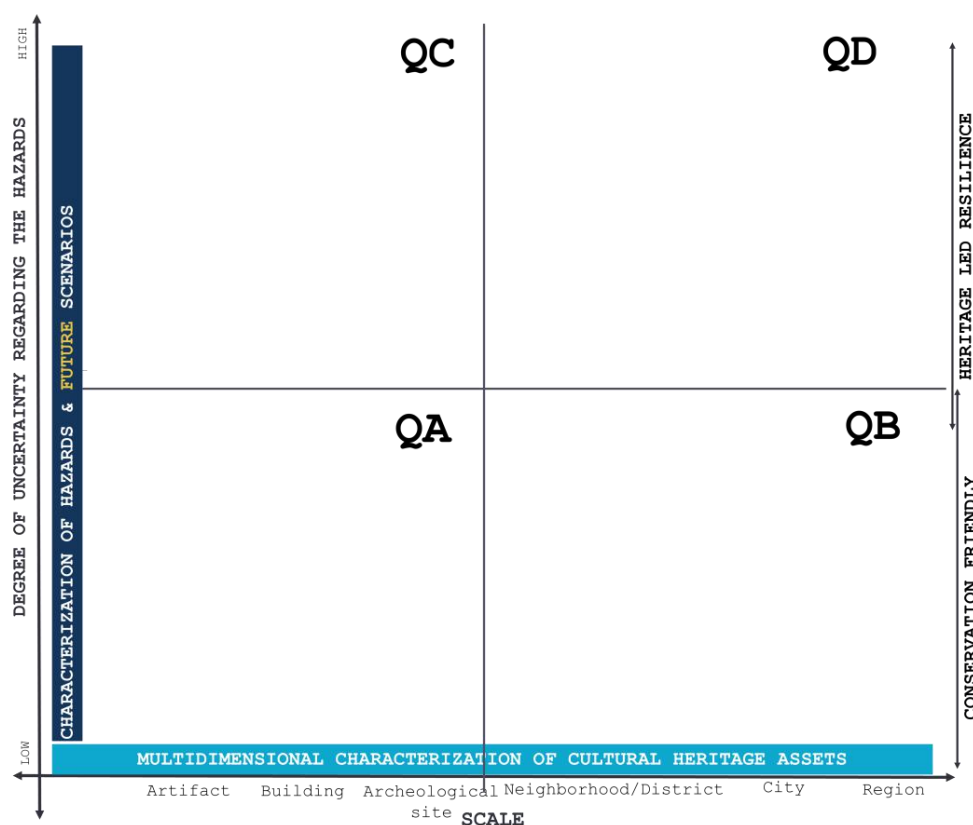 HIGH
QC
QD
DEGREE OF UNCERTAINTY REGARDING THE HAZARDS
CHARACTERIZATION OF HAZARDS & FUTURE SCENARIOS
HERITAGE LED RESILIENCE
QA
QB
CONSERVATION FRIENDLY
LOW
MULTIDIMENSIONAL CHARACTERIZATION OF CULTURAL HERITAGE ASSETS
Artifact
Building
Archeological
site
Neighborhood/District
City
Region
SCALE